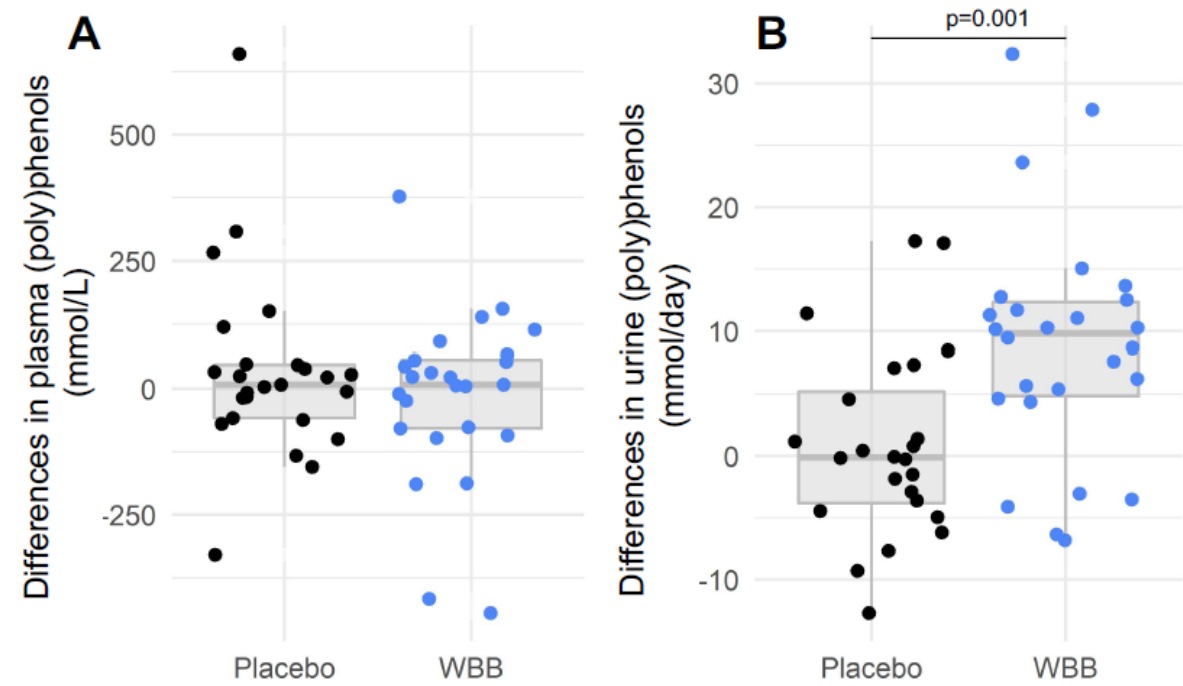 A
Differences in plasma (poly)phenols
(mmol/L)
500
250
0
-250
Placebo
WBB
B
p=0.001
Differences in urine (poly)phenols
(mmol/day)
30
20
10
0
-10
Placebo
WBB